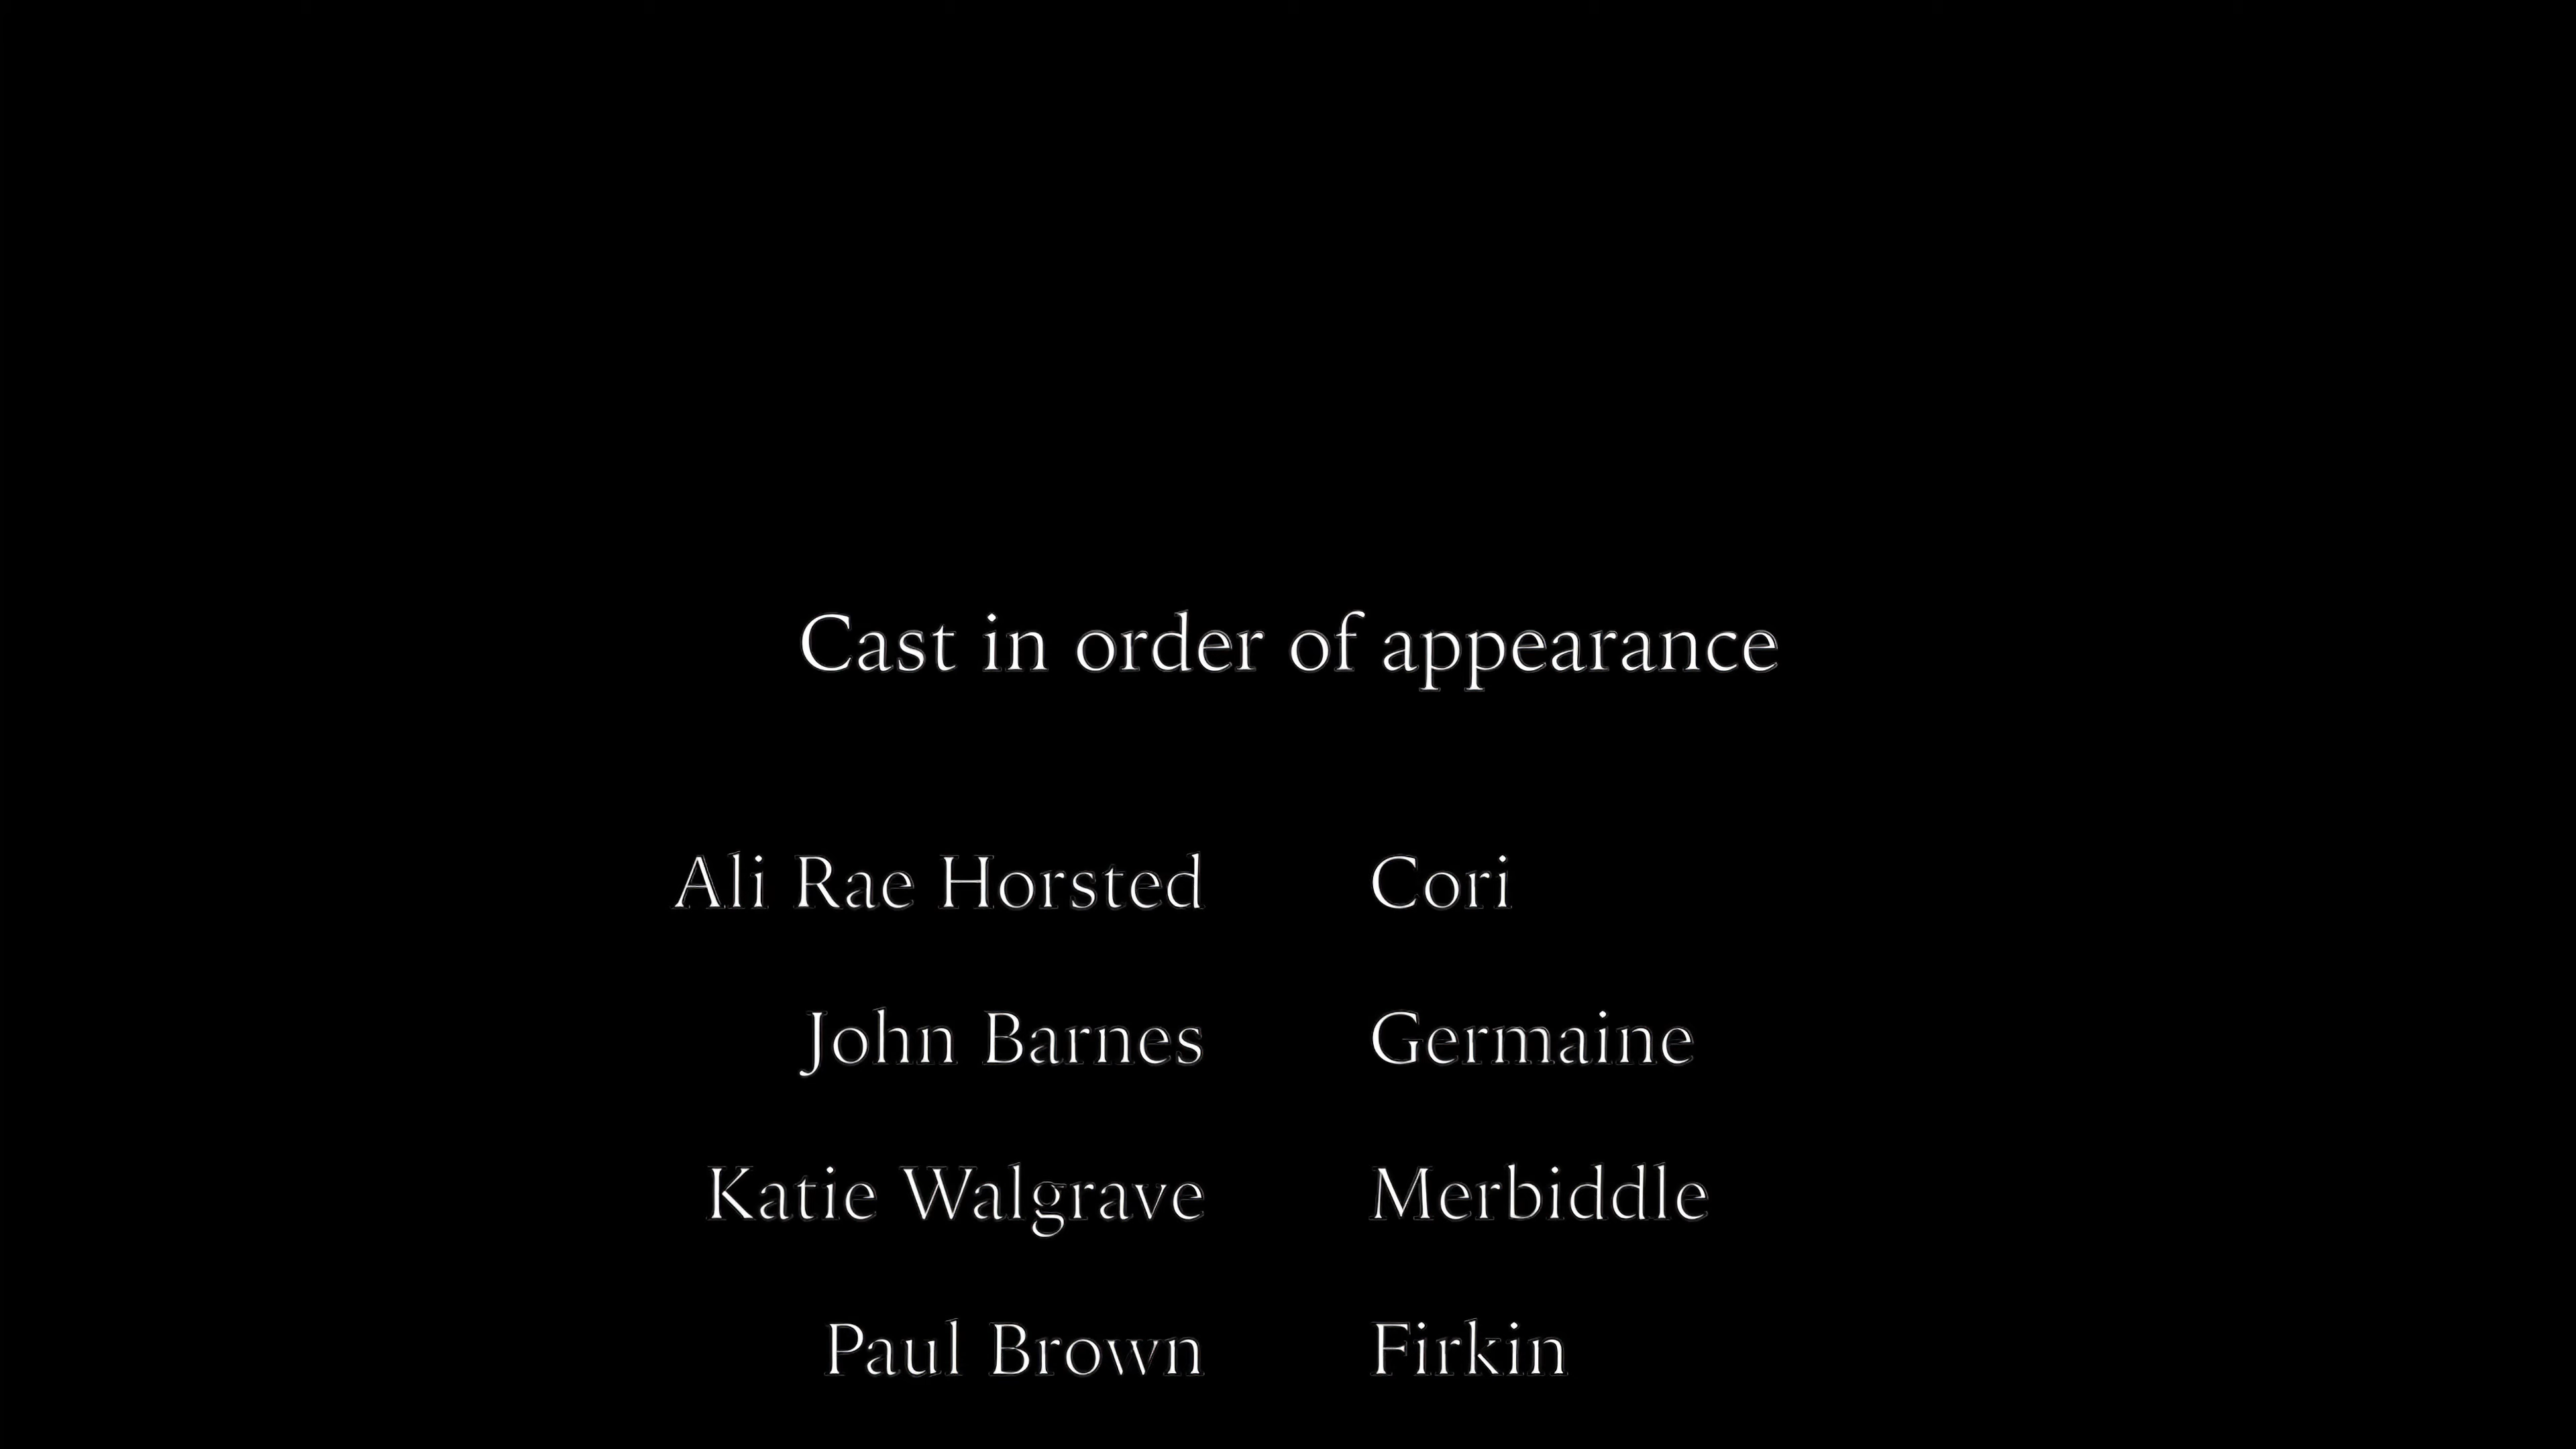 Cast in order of appearance
Ali Rae Horsted Cori
John Barnes Germaine
Katie Walgrave Merbiddle
Paul Brown Firkin